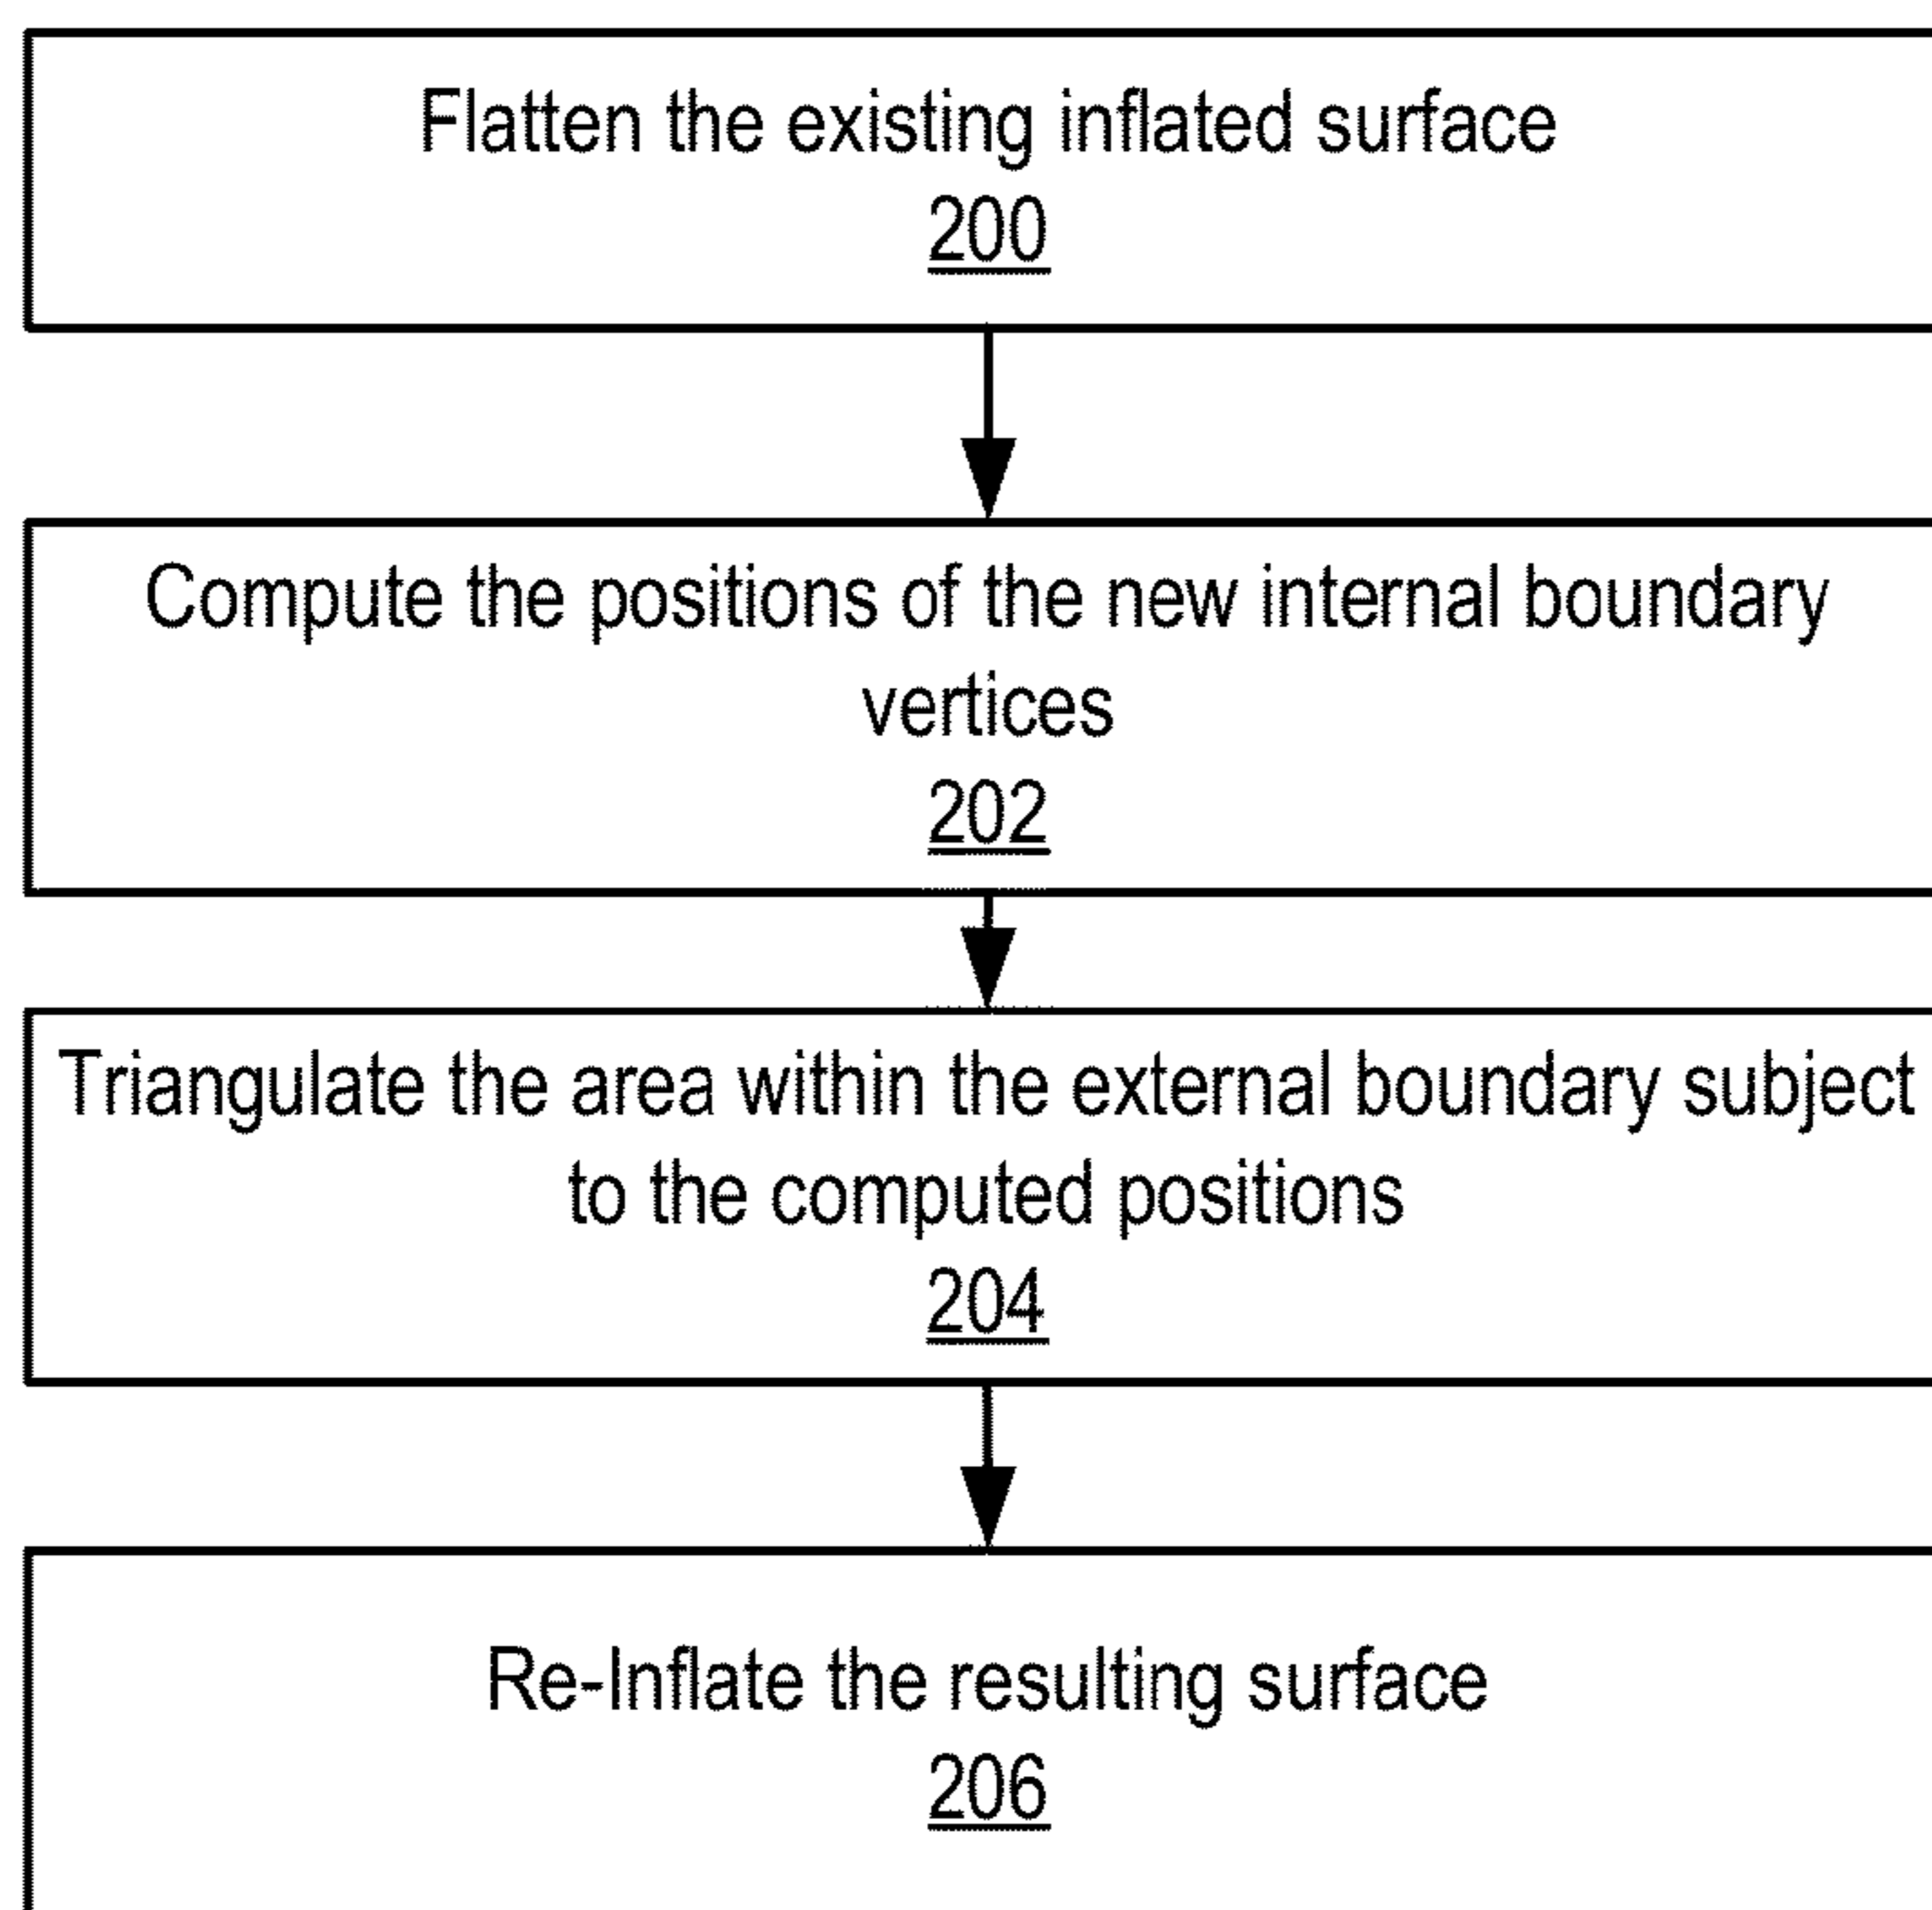 Flatten the existing inflated surface
200
Compute the positions of the new internal boundary
vertices
202
Triangulate the area within the external boundary subject
to the computed positions
204
Re-Inflate the resulting surface
206